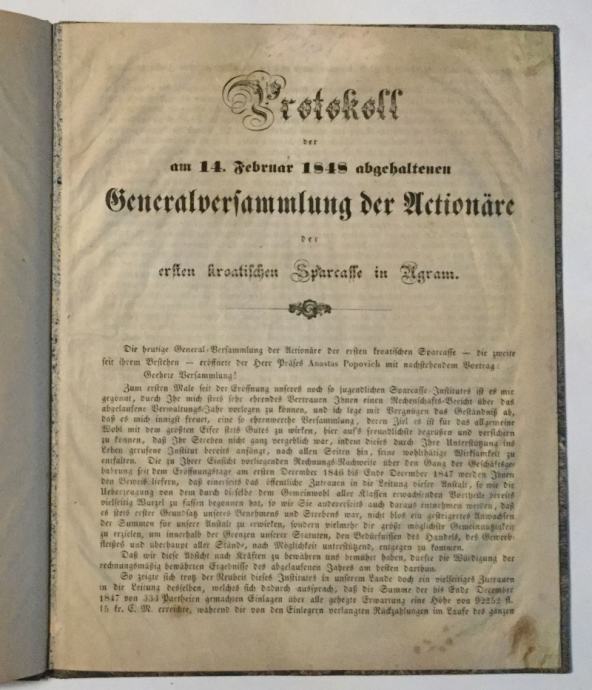 Protokoll
der
am 14. Februar 1848 abgehaltenen
Generalversammlung der Actionäre
der
ersten kroatischen Sparcasse in Agram.
Die heutige General-Versammlung der Actionäre der ersten kroatischen Sparcasse — die zweite
seit ihrem Bestehen — eröffnete der Herr Präses Anastas Popovich mit nachstehendem Vortrag:
Geehrte Versammlung!
Zum ersten Male seit der Eröffnung unseres noch so jugendlichen Sparcasse-Institutes ist es mir
gegönnt, durch Ihr mich stets sehr ehrendes Vertrauen Ihnen einen Rechenschafts-Bericht über das
abgelaufene Verwaltungs-Jahr vorlegen zu können, und ich lege mit Vergnügen das Geständniß ab,
daß es mich innigst freuet, eine so ehrenwerthe Versammlung, deren Ziel es ist für das allgemeine
Wohl mit dem größten Eifer stets Gutes zu wirken, hier auf's freundlichste begrüßen und versichern
zu können, daß Ihr Streben nicht ganz vergeblich war, indem dieses durch Ihre Unterstützung ins
Leben gerufene Institut bereits anfängt, nach allen Seiten hin, seine wohlthätige Wirksamkeit zu
entfalten. Die zu Ihrer Einsicht vorliegenden Rechnungs-Nachweise über den Gang der Geschäftsge-
bahrung seit dem Eröffnungstage am ersten Dezember 1846 bis Ende Dezember 1847 werden Ihnen
den Beweis liefern, daß einerseits das öffentliche Zutrauen in die Leitung dieser Anstalt, so wie die
Ueberzeugung von dem durch dieselbe dem Gemeinwohl aller Klassen erwachsenden Vortheile bereits
vielseitig Wurzel zu fassen begonnen hat, so wie Sie andererseits auch daraus entnehmen werden, daß
es stets erster Grundsatz unseres Benehmens und Strebens war, nicht blos ein gesteigertes Anwachsen
der Summen für unsere Anstalt zu erwirken, sondern vielmehr die größt möglichste Gemeinnützigkeit
zu erzielen, um innerhalb der Grenzen unserer Statuten, den Bedürfnissen des Handels, des Gewerb-
fleißes und überhaupt aller Stände, nach Möglichkeit unterstützend, entgegen zu kommen.
Daß wir diese Absicht nach Kräften zu bewähren uns bemühet haben, dürfte die Würdigung der
rechnungsmäßig bewährten Ergebnisse des abgelaufenen Jahres am besten darthun.
So zeigte sich trotz der Neuheit dieses Institutes in unserem Lande doch ein vielseitiges Zutrauen
in die Leitung desselben, welches sich dadurch aussprach, daß die Summe der bis Ende Dezember
1847 von 334 Partheien gemachten Einlagen über alle gehegte Erwartung eine Höhe von 92252 fl.
15 kr. C. M. erreichte, während die von den Einlegern verlangten Rückzahlungen im Laufe des ganzen